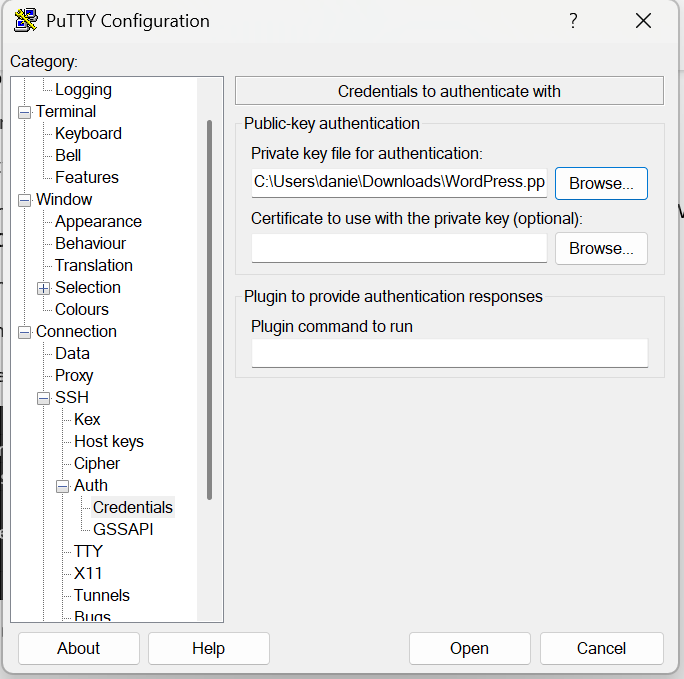 PuTTY Configuration
?
Category:
Logging
Terminal
Keyboard
Bell
Features
Window
Appearance
Behaviour
Translation
Selection
Colours
Connection
Data
Proxy
SSH
Kex
Host keys
Cipher
Auth
Credentials
GSSAPI
TTY
X11
Tunnels
Bugs
Credentials to authenticate with
Public-key authentication
Private key file for authentication:
C:\Users\danie\Downloads\WordPress.pp
Browse...
Certificate to use with the private key (optional):
Browse...
Plugin to provide authentication responses
Plugin command to run
About
Help
Open
Cancel